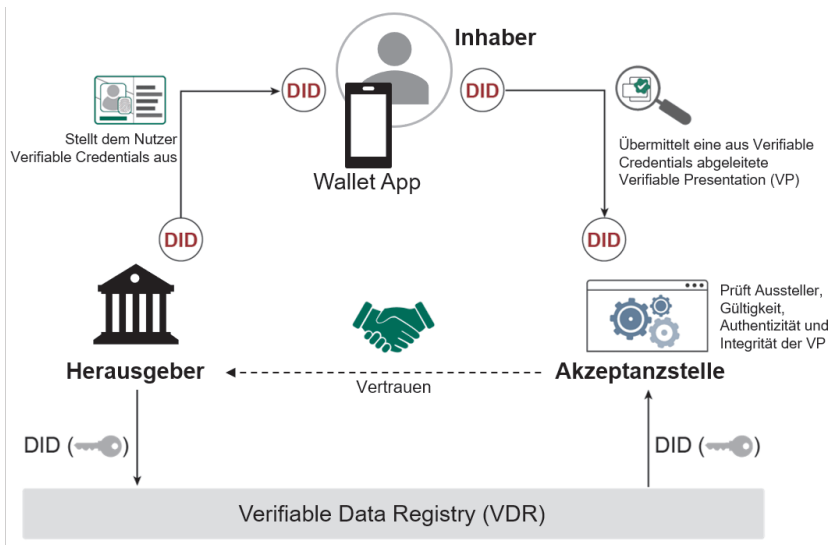 Inhaber
DID
DID
Stellt dem Nutzer
Verifiable Credentials aus
Übermittelt eine aus Verifiable
Credentials abgeleitete
Verifiable Presentation (VP)
Wallet App
DID
DID
Prüft Aussteller,
Gültigkeit,
Authentizität und
Integrität der VP
Herausgeber
Vertrauen
Akzeptanzstelle
DID ( )
DID ( )
Verifiable Data Registry (VDR)